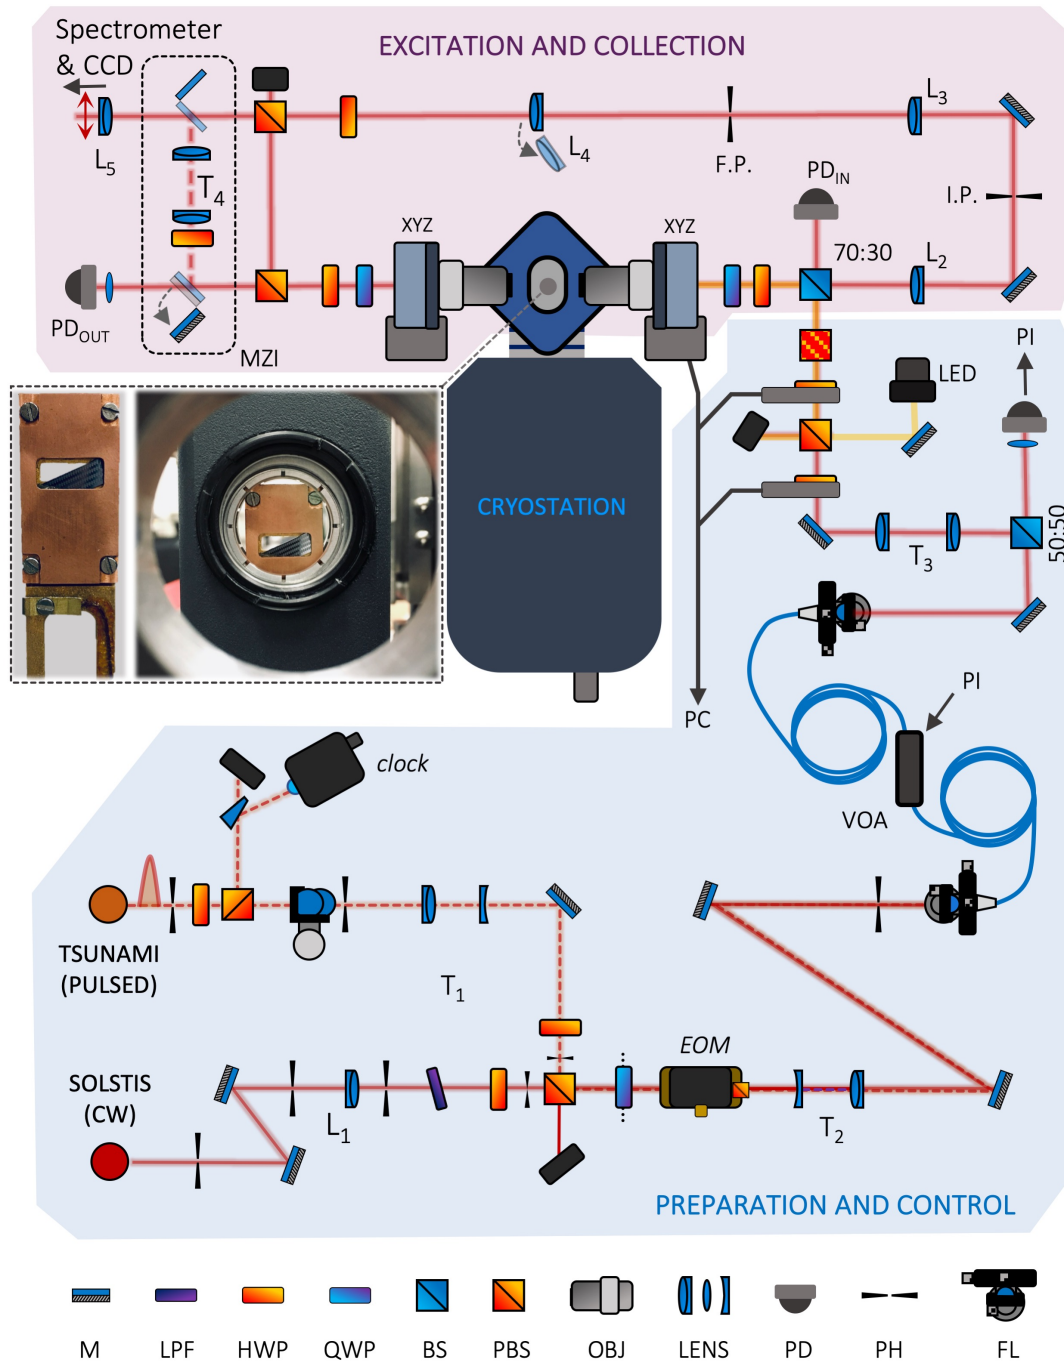 Spectrometer
& CCD
EXCITATION AND COLLECTION
L5
T4
L4
F.P.
L3
PDIN
I.P.
XYZ
XYZ
70:30
L2
PDOUT
MZI
PI
LED
CRYOSTATION
50:50
T3
PC
PI
VOA
clock
TSUNAMI
(PULSED)
T1
SOLSTIS
(CW)
L1
EOM
T2
PREPARATION AND CONTROL
M LPF HWP QWP BS PBS OBJ LENS PD PH FL